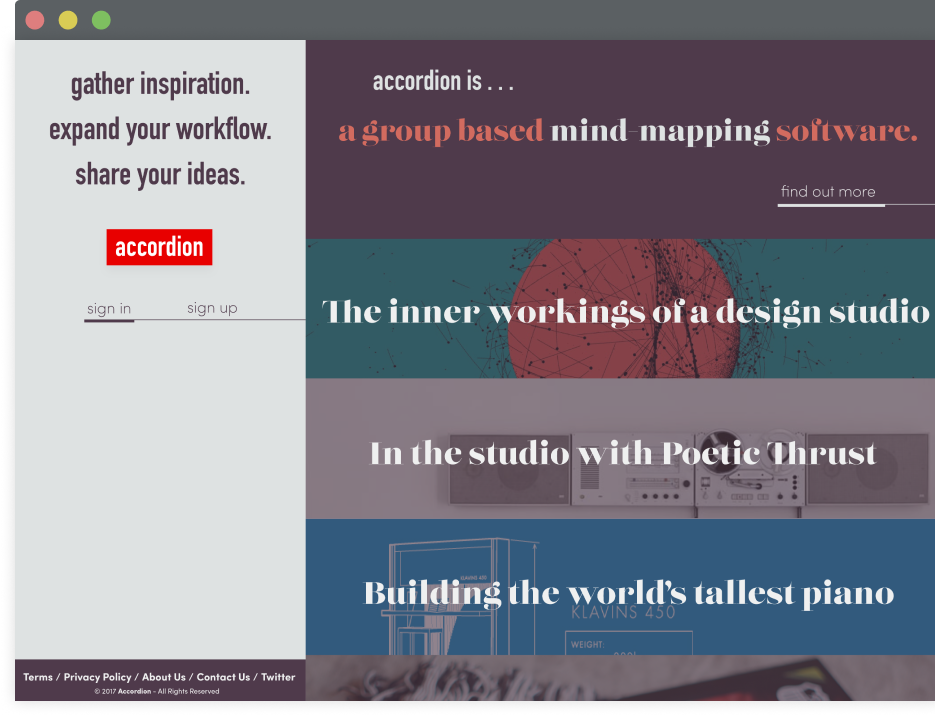 gather inspiration.
expand your workflow.
share your ideas.
accordion
sign in
sign up
Terms / Privacy Policy / About Us / Contact Us / Twitter
© 2017 Accordion - All Rights Reserved
accordion is . . .
a group based mind-mapping software.
find out more
The inner workings of a design studio
In the studio with Poetic Thrust
KLAVINS 450
Building the world's tallest piano
KLAVINS 450
WEIGHT: